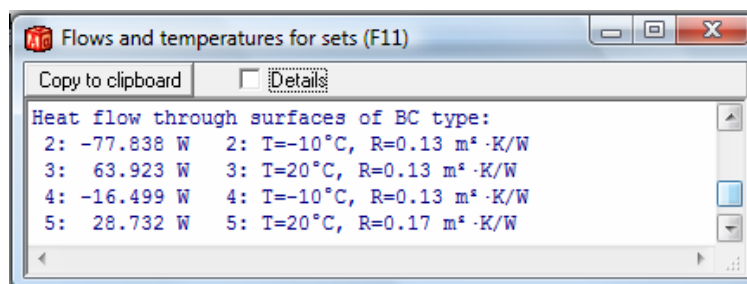 Flows and temperatures for sets (F11)
Copy to clipboard Details
Heat flow through surfaces of BC type:
2: -77.838 W 2: T=-10°C, R=0.13 m²·K/W
3: 63.923 W 3: T=20°C, R=0.13 m²·K/W
4: -16.499 W 4: T=-10°C, R=0.13 m²·K/W
5: 28.732 W 5: T=20°C, R=0.17 m²·K/W